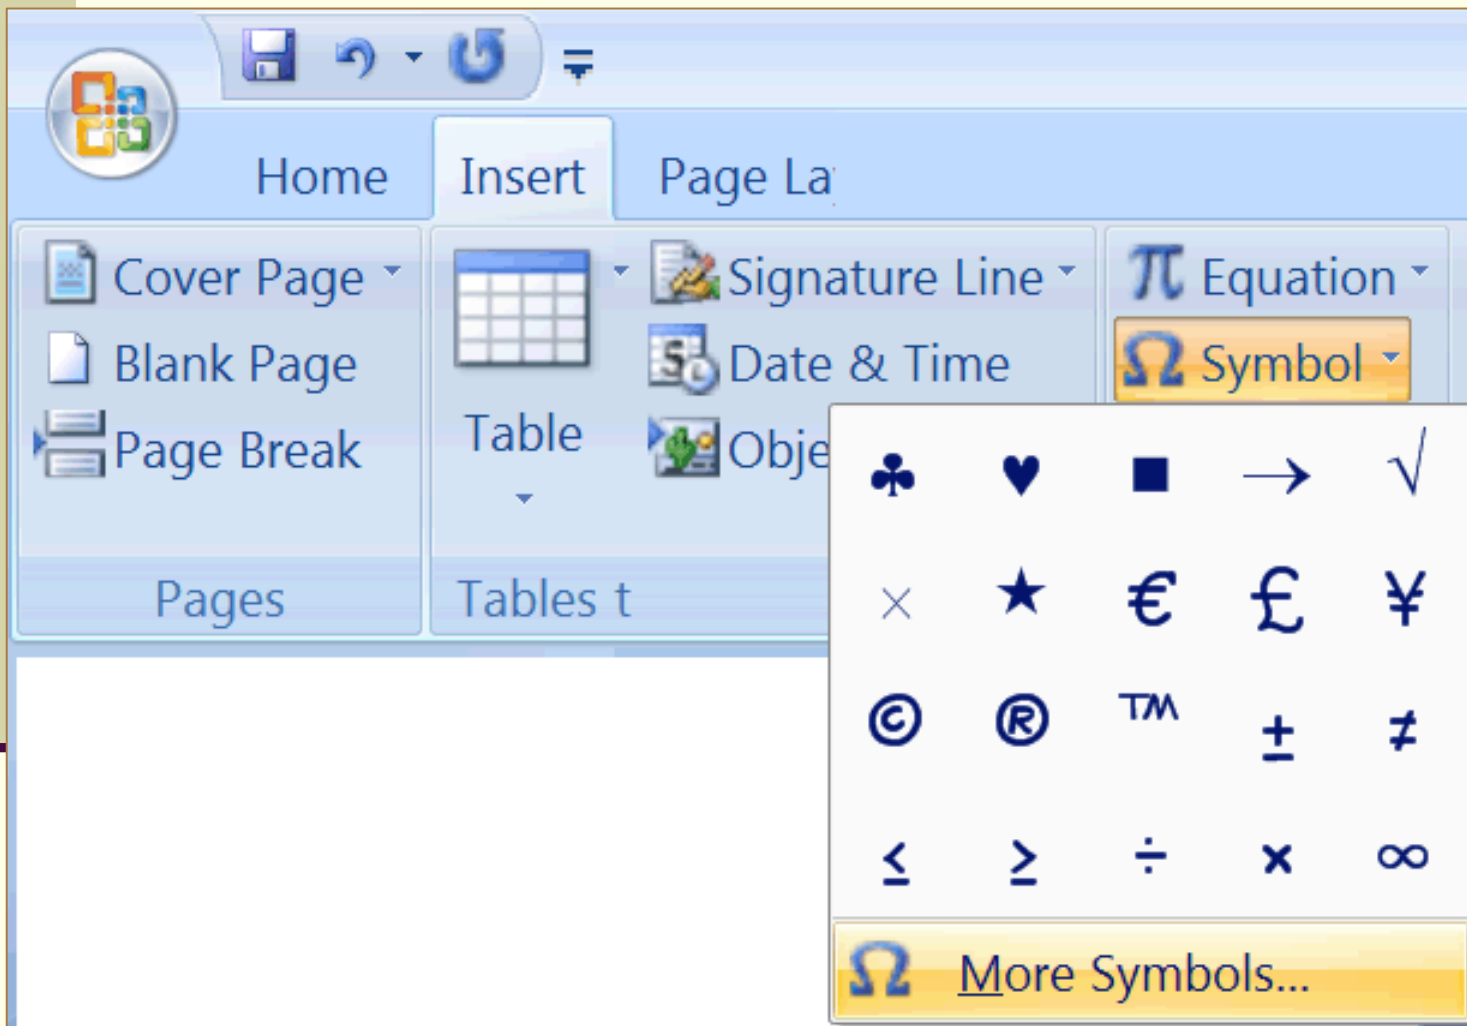 Home Insert Page La
Cover Page
Blank Page
Page Break
Pages
Table
Tables t
Signature Line
Date & Time
Obje
π Equation
Ω Symbol
♣ ♥ ■ → √
× ★ € £ ¥
© ® ™ ± ≠
≤ ≥ ÷ × ∞
Ω More Symbols...